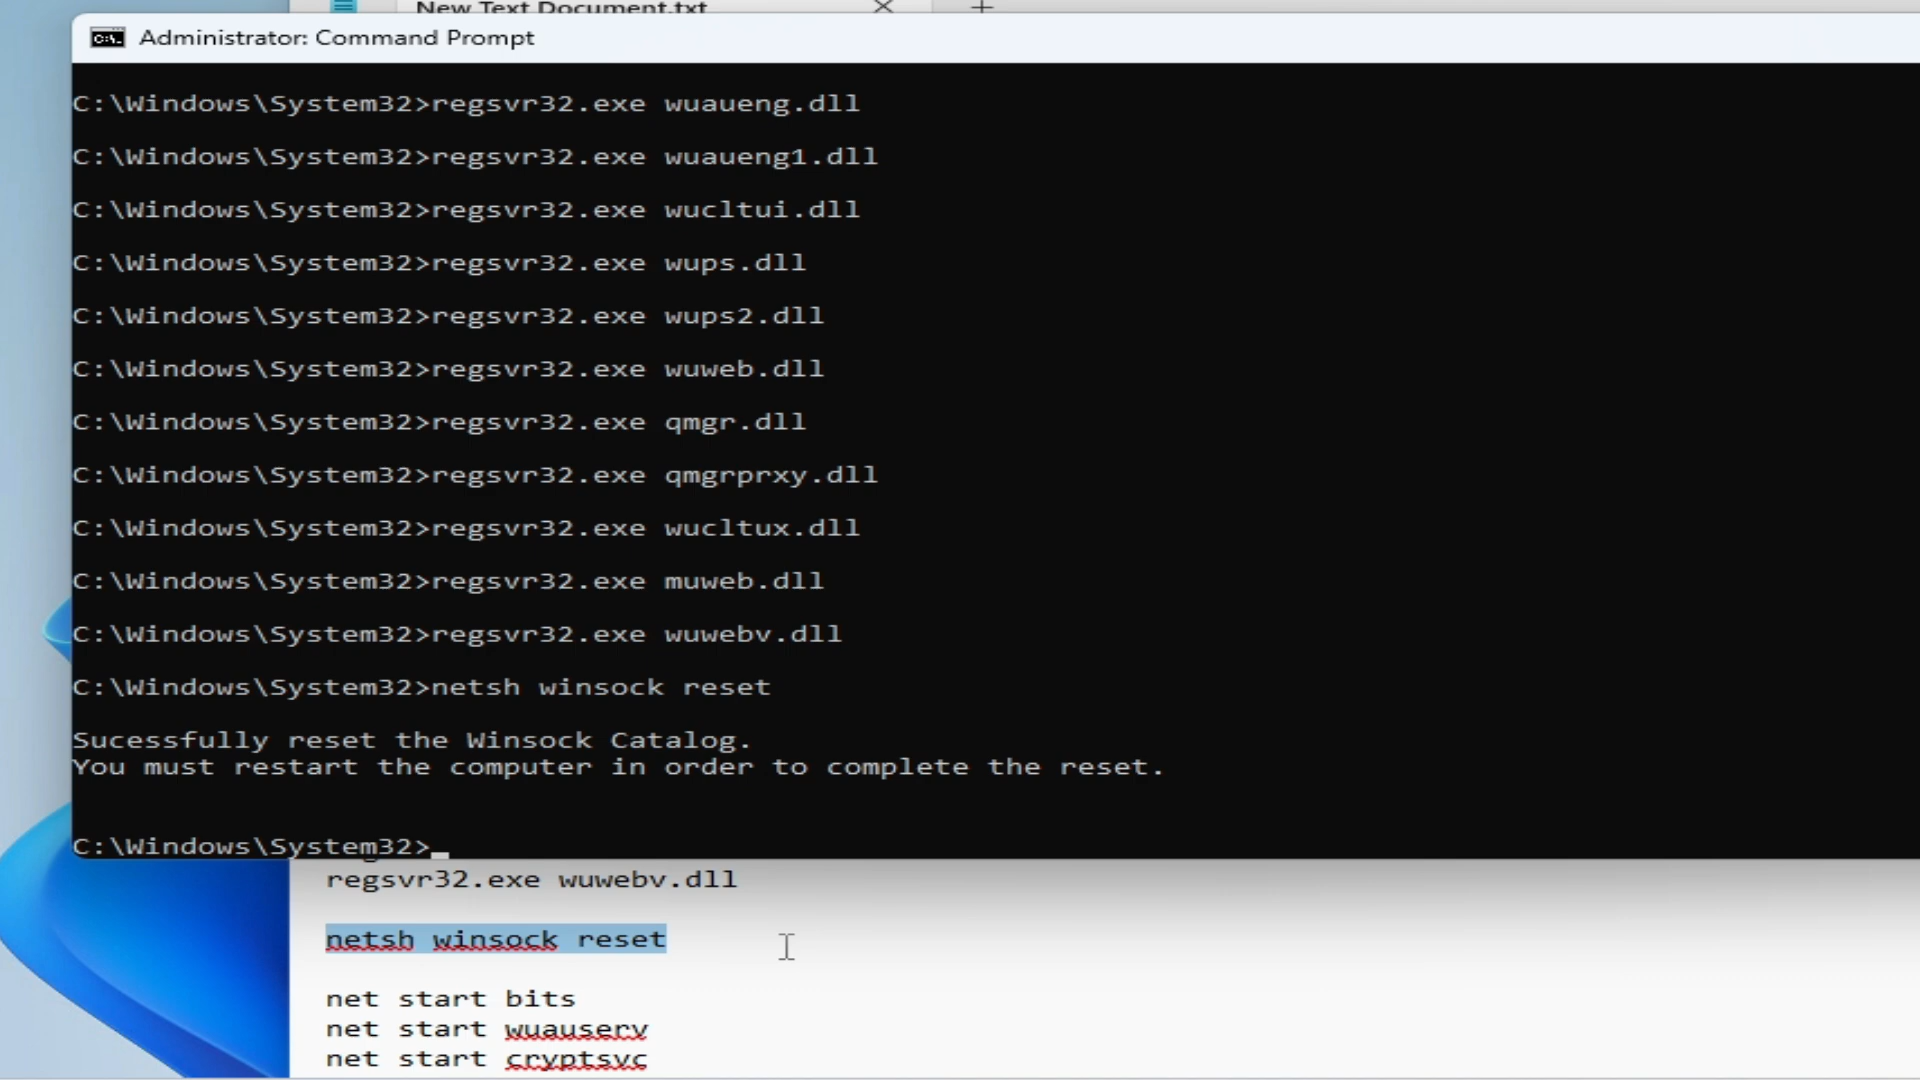 New Text Document.txt
Administrator: Command Prompt
C:\Windows\System32>regsvr32.exe wuaueng.dll
C:\Windows\System32>regsvr32.exe wuaueng1.dll
C:\Windows\System32>regsvr32.exe wucltui.dll
C:\Windows\System32>regsvr32.exe wups.dll
C:\Windows\System32>regsvr32.exe wups2.dll
C:\Windows\System32>regsvr32.exe wuweb.dll
C:\Windows\System32>regsvr32.exe qmgr.dll
C:\Windows\System32>regsvr32.exe qmgrprxy.dll
C:\Windows\System32>regsvr32.exe wucltux.dll
C:\Windows\System32>regsvr32.exe muweb.dll
C:\Windows\System32>regsvr32.exe wuwebv.dll
C:\Windows\System32>netsh winsock reset
Sucessfully reset the Winsock Catalog.
You must restart the computer in order to complete the reset.
C:\Windows\System32>
regsvr32.exe wuwebv.dll
netsh winsock reset
net start bits
net start wuauserv
net start cryptsvc